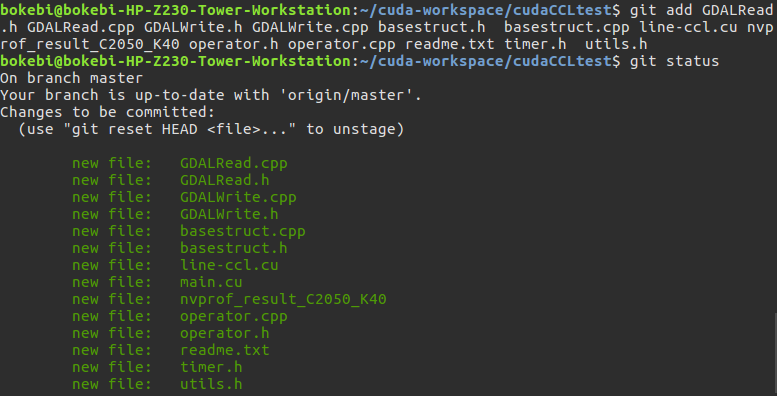 bokebi@bokebi-HP-Z230-Tower-Workstation:~/cuda-workspace/cudaCCLtest$ git add GDALRead
.h GDALRead.cpp GDALWrite.h GDALWrite.cpp basestruct.h  basestruct.cpp line-ccl.cu nvp
rof_result_C2050_K40 operator.h operator.cpp readme.txt timer.h  utils.h
bokebi@bokebi-HP-Z230-Tower-Workstation:~/cuda-workspace/cudaCCLtest$ git status
On branch master
Your branch is up-to-date with 'origin/master'.
Changes to be committed:
  (use "git reset HEAD <file>..." to unstage)

        new file:   GDALRead.cpp
        new file:   GDALRead.h
        new file:   GDALWrite.cpp
        new file:   GDALWrite.h
        new file:   basestruct.cpp
        new file:   basestruct.h
        new file:   line-ccl.cu
        new file:   main.cu
        new file:   nvprof_result_C2050_K40
        new file:   operator.cpp
        new file:   operator.h
        new file:   readme.txt
        new file:   timer.h
        new file:   utils.h